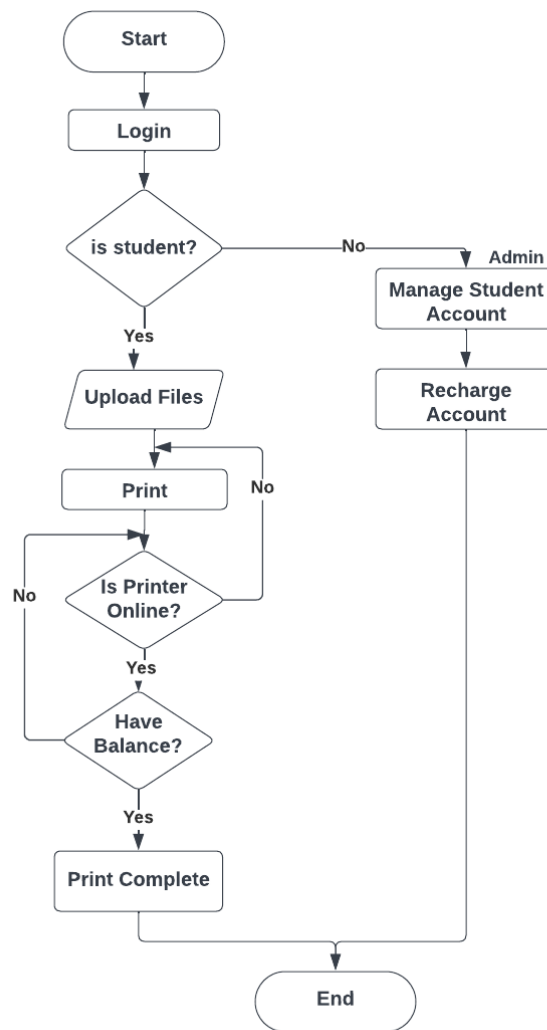 Start
Login
is student?
No
Admin
Manage Student
Account
Yes
Upload Files
Recharge
Account
Print
No
Is Printer
Online?
No
Yes
Have
Balance?
Yes
Print Complete
End